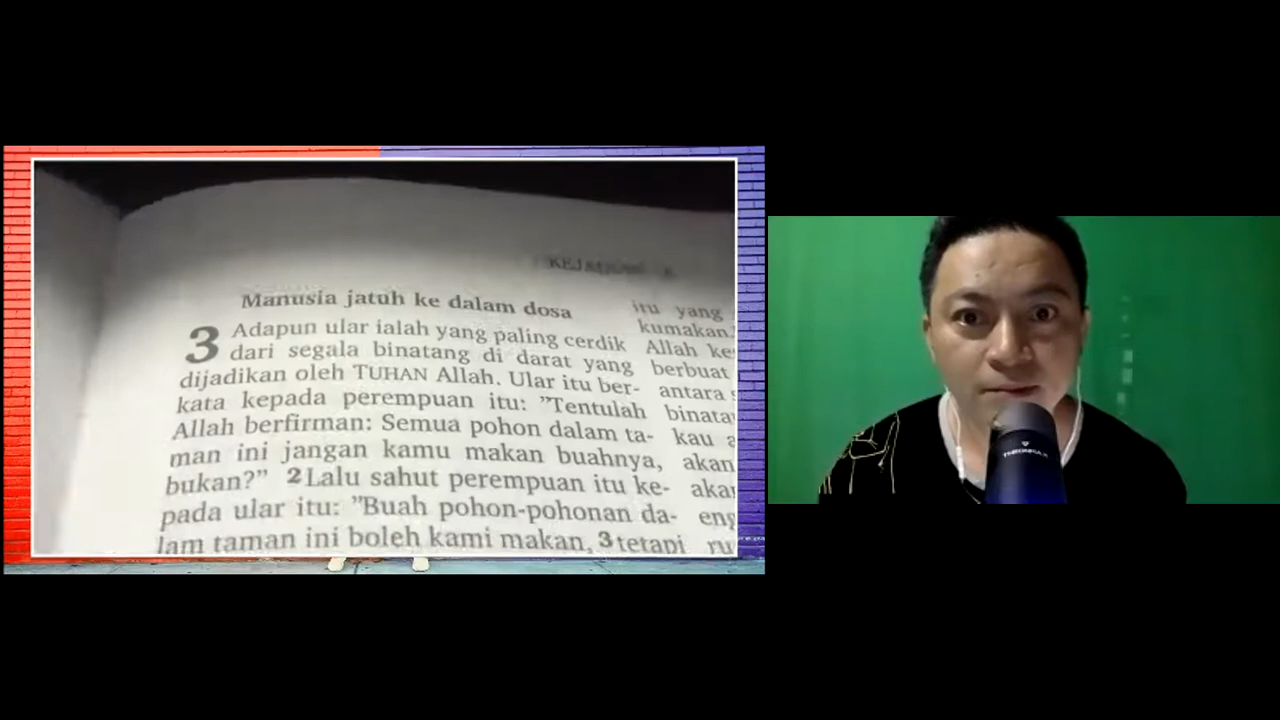 Manusia jatuh ke dalam dosa
3 Adapun ular ialah yang paling cerdik
dari segala binatang di darat yang
dijadikan oleh TUHAN Allah. Ular itu ber-
kata kepada perempuan itu: ”Tentulah
Allah berfirman: Semua pohon dalam ta-
man ini jangan kamu makan buahnya,
bukan?” 2 Lalu sahut perempuan itu ke-
pada ular itu: ”Buah pohon-pohonan da-
lam taman ini boleh kami makan, 3 tetapi
yang
kumakan.
Allah ke
berbuat
antara
binata
kau
akan